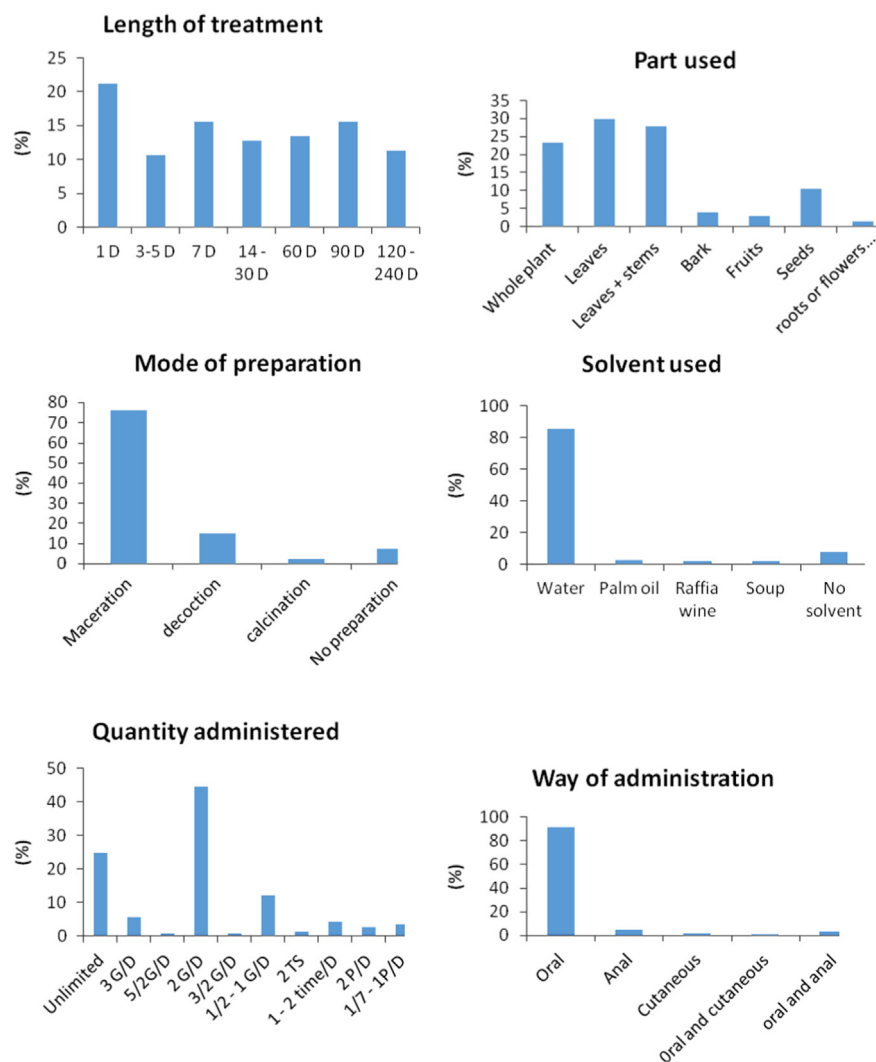 Length of treatment
25
20
15
10
5
0
(%)
1 D
3-5 D
7 D
14 -
30 D
60 D
90 D
120 -
240 D
Part used
35
30
25
20
15
10
5
0
(%)
Whole plant
Leaves
Leaves + stems
Bark
Fruits
Seeds
roots or flowers...
Mode of preparation
80
70
60
50
40
30
20
10
0
(%)
Maceration
decoction
calcination
No preparation
Solvent used
100
80
60
40
20
0
(%)
Water
Palm oil
Raffia
wine
Soup
No
solvent
Quantity administered
50
40
30
20
10
0
(%)
Unlimited
3 G/D
5/2G/D
2 G/D
3/2 G/D
1/2 - 1 G/D
2 TS
1 - 2 time/D
2 P/D
1/7 - 1P/D
Way of administration
100
80
60
40
20
0
(%)
Oral
Anal
Cutaneous
0ral and cutaneous
oral and anal